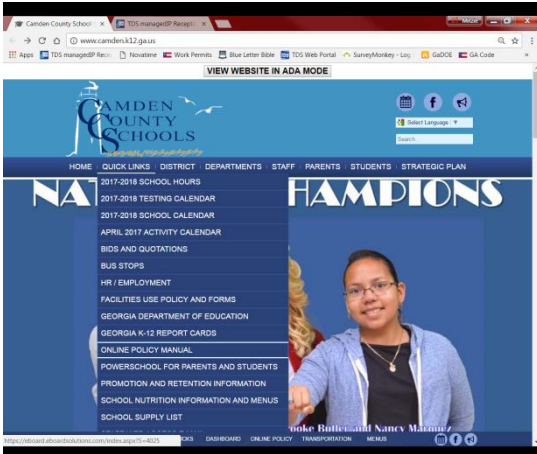 Camden County School
TDS managedIP Recept
Mitzie
www.camden.k12.ga.us
Apps
TDS managedIP Rece
Novatime
Work Permits
Blue Letter Bible
TDS Web Portal
SurveyMonkey - Log
GaDOE
GA Code
VIEW WEBSITE IN ADA MODE
CAMDEN
COUNTY
SCHOOLS
Select Language
Search
HOME QUICK LINKS DISTRICT DEPARTMENTS STAFF PARENTS STUDENTS STRATEGIC PLAN
NAT HAMPIONS
2017-2018 SCHOOL HOURS
2017-2018 TESTING CALENDAR
2017-2018 SCHOOL CALENDAR
APRIL 2017 ACTIVITY CALENDAR
BIDS AND QUOTATIONS
BUS STOPS
HR / EMPLOYMENT
FACILITIES USE POLICY AND FORMS
GEORGIA DEPARTMENT OF EDUCATION
GEORGIA K-12 REPORT CARDS
ONLINE POLICY MANUAL
POWERSCHOOL FOR PARENTS AND STUDENTS
PROMOTION AND RETENTION INFORMATION
SCHOOL NUTRITION INFORMATION AND MENUS
SCHOOL SUPPLY LIST
ooke Butler and Nancy Marquez
https://eboard.eboardsolutions.com/index.aspx?S=4025
DASHBOARD ONLINE POLICY TRANSPORTATION MENUS